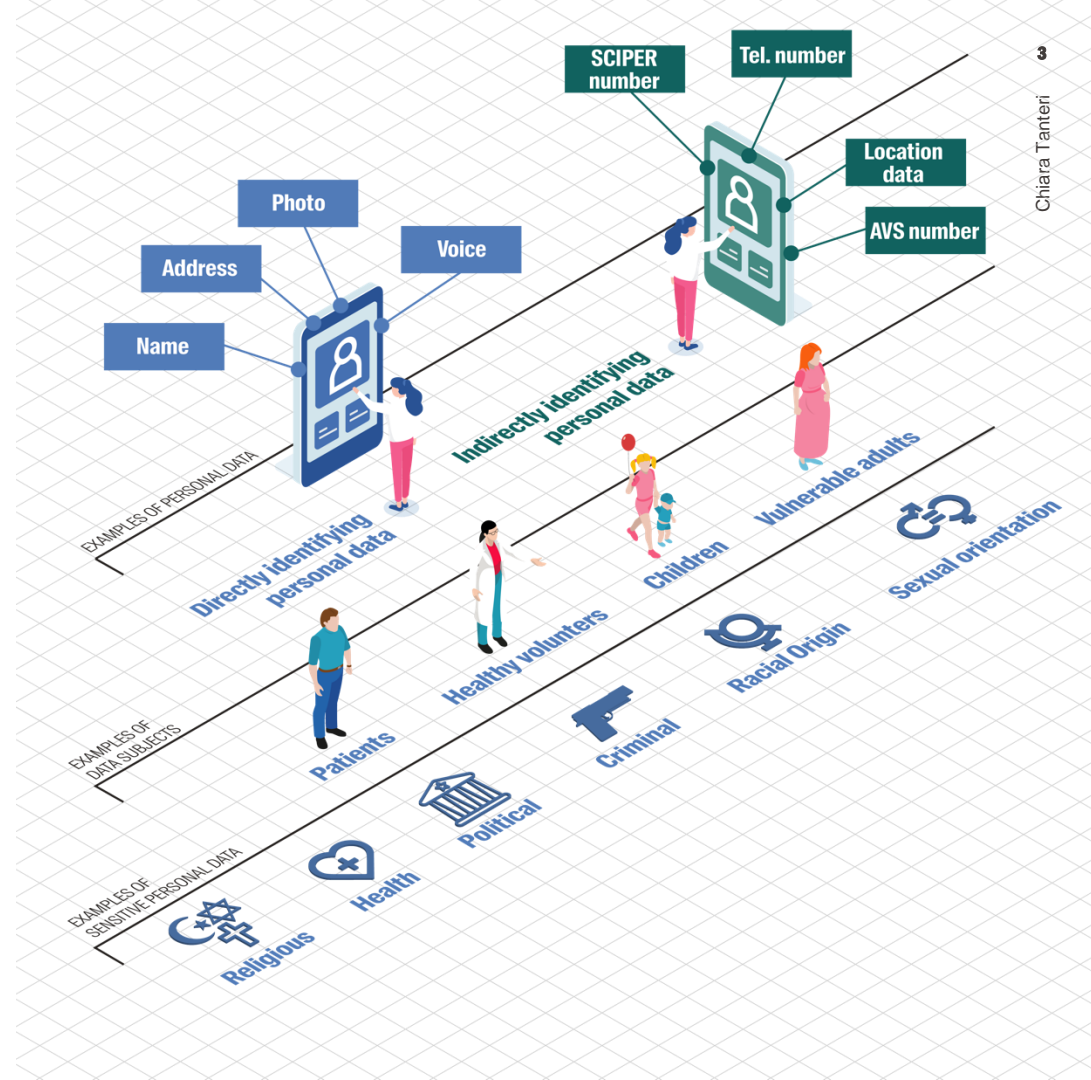 3
Chiara Tanteri
SCIPER
number
Tel. number
Location
data
AVS number
Photo
Voice
Address
Name
EXAMPLES OF PERSONAL DATA
Directly identifying
personal data
Indirectly identifying
personal data
EXAMPLES OF
DATA SUBJECTS
Patients
Healthy volunters
Children
Vulnerable adults
EXAMPLES OF
SENSITIVE PERSONAL DATA
Religious
Health
Political
Criminal
Racial Origin
Sexual orientation